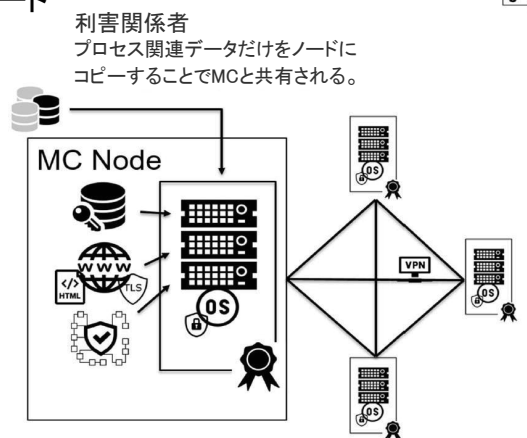 ード
利害関係者
プロセス関連データだけをノードに
コピーすることでMCと共有される。
MC Node
WWW
</>
HTML
TLS
OS
OS
VPN
OS
OS